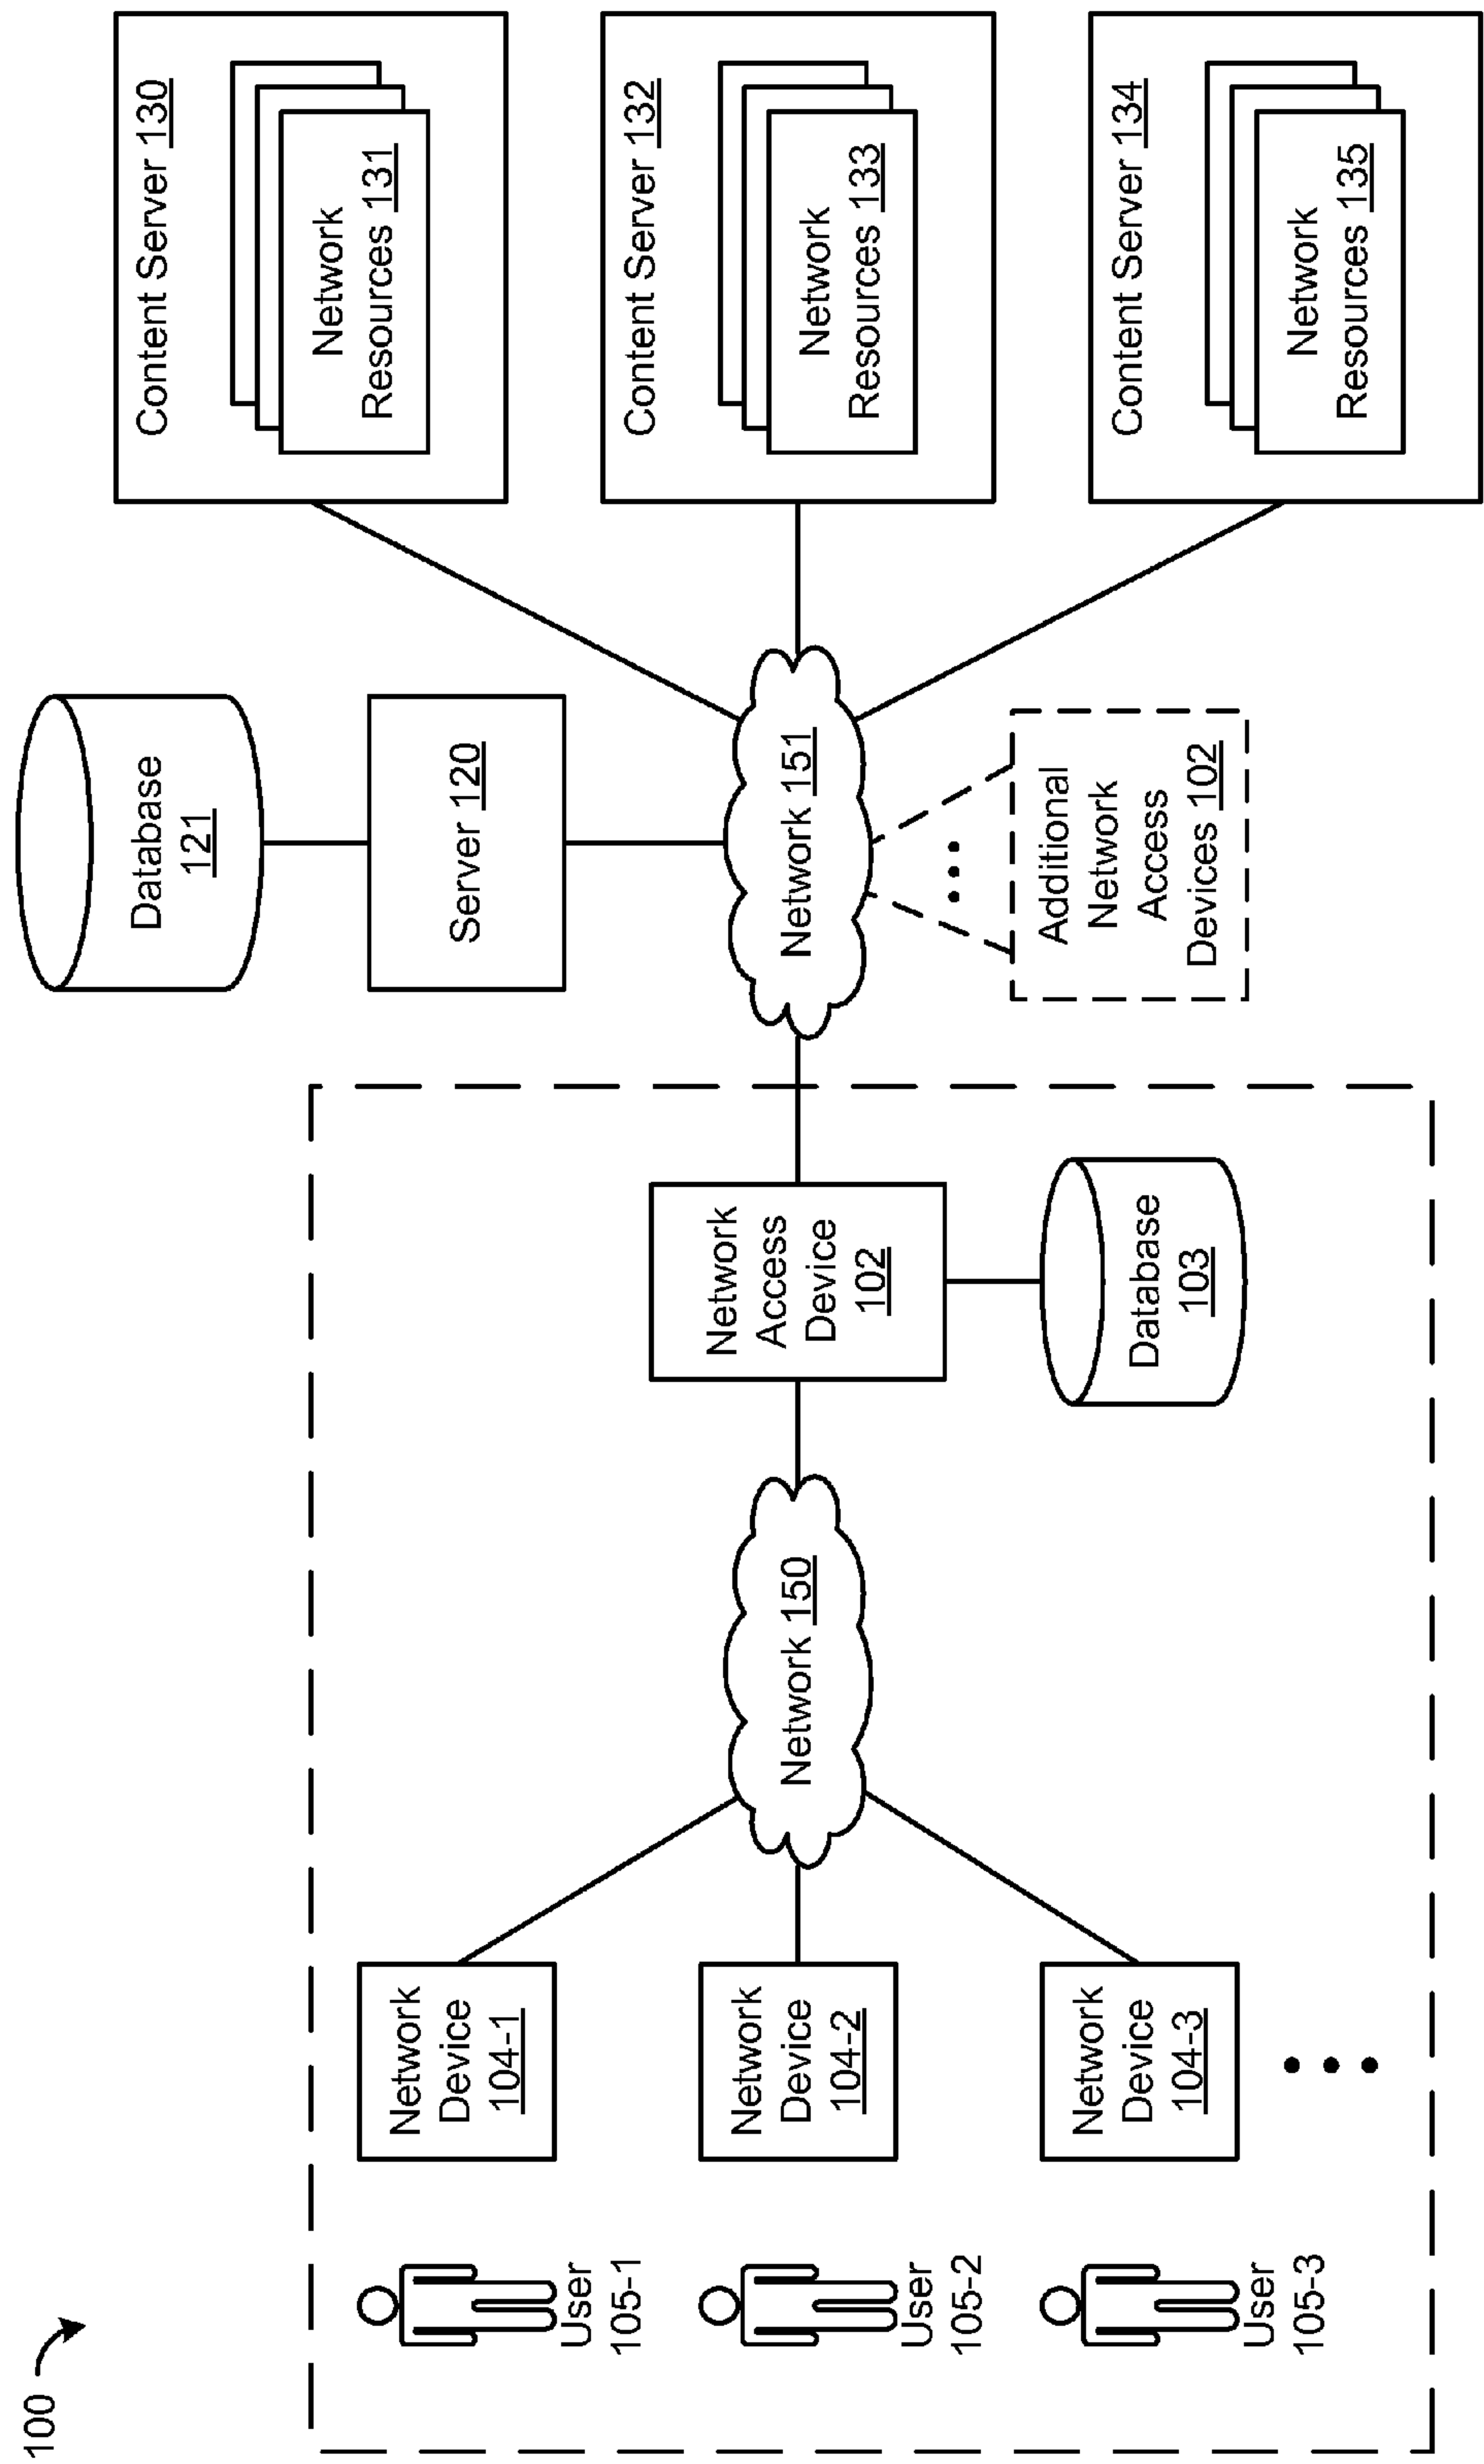 100
User
105-1
User
105-2
User
105-3
Network
Device
104-1
Network
Device
104-2
Network
Device
104-3
Network 150
Network
Access
Device
102
Database
103
Database
121
Server 120
Network 151
Additional
Network
Access
Devices 102
Content Server 130
Network
Resources 131
Content Server 132
Network
Resources 133
Content Server 134
Network
Resources 135